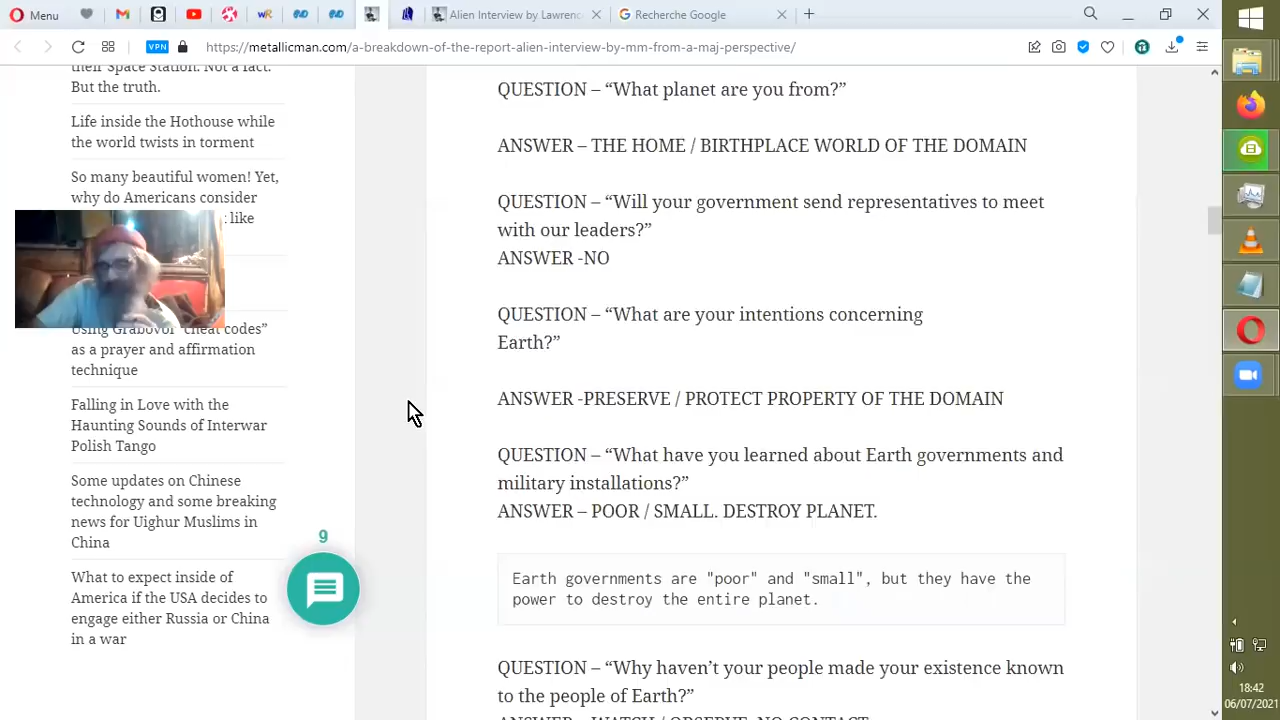 Menu
Alien Interview by Lawrenc
Recherche Google
VPN
https://metallicman.com/a-breakdown-of-the-report-alien-interview-by-mm-from-a-maj-perspective/
their Space Station. Not a fact.
But the truth.
Life inside the Hothouse while
the world twists in torment
So many beautiful women! Yet,
why do Americans consider
like
Using Grabovoi "cheat codes"
as a prayer and affirmation
technique
Falling in Love with the
Haunting Sounds of Interwar
Polish Tango
Some updates on Chinese
technology and some breaking
news for Uighur Muslims in
China
What to expect inside of
America if the USA decides to
engage either Russia or China
in a war
9
QUESTION – “What planet are you from?”
ANSWER – THE HOME / BIRTHPLACE WORLD OF THE DOMAIN
QUESTION – “Will your government send representatives to meet
with our leaders?”
ANSWER -NO
QUESTION – “What are your intentions concerning
Earth?”
ANSWER -PRESERVE / PROTECT PROPERTY OF THE DOMAIN
QUESTION – “What have you learned about Earth governments and
military installations?”
ANSWER – POOR / SMALL. DESTROY PLANET.
Earth governments are "poor" and "small", but they have the
power to destroy the entire planet.
QUESTION – “Why haven’t your people made your existence known
to the people of Earth?”
ANSWER – WATCH / OBSERVE. NO CONTACT.
18:42
06/07/2021